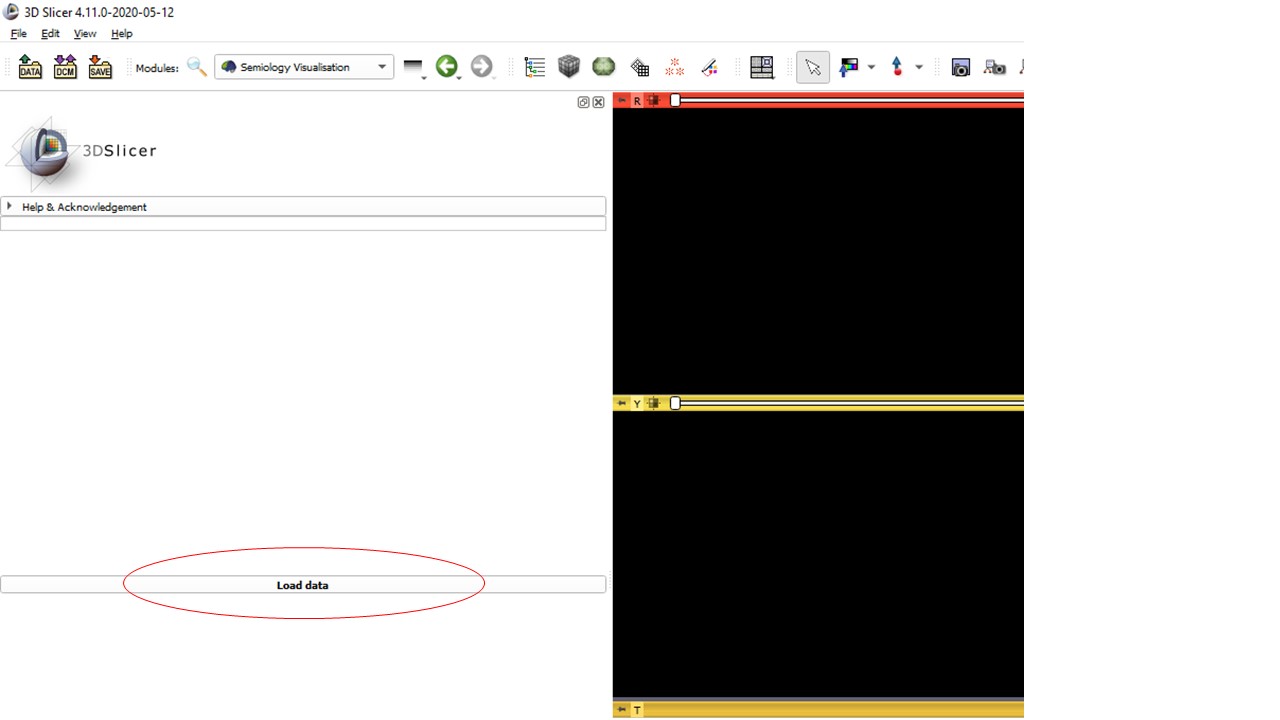 3D Slicer 4.11.0-2020-05-12
File Edit View Help
DATA DCM SAVE Modules: Semiology Visualisation
R
3DSlicer
Help & Acknowledgement
Y
Load data
T